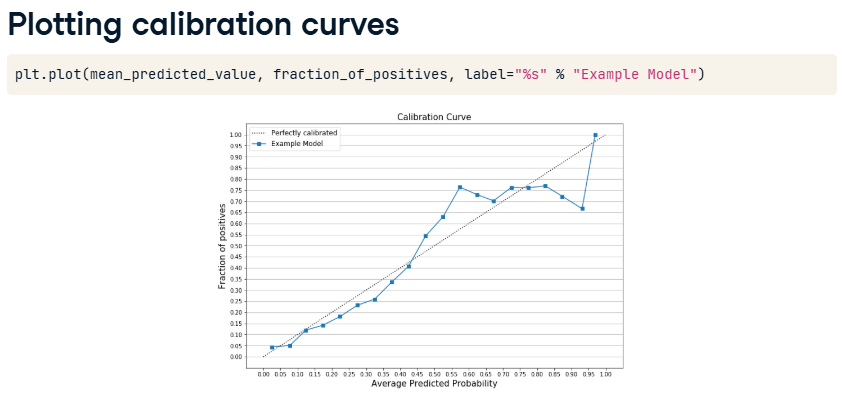 Plotting calibration curves
plt.plot(mean_predicted_value, fraction_of_positives, label="%s" % "Example Model")
Calibration Curve
Perfectly calibrated
Example Model
1.00
0.95
0.90
0.85
0.80
0.75
0.70
0.65
0.60
0.55
0.50
0.45
0.40
0.35
0.30
0.25
0.20
0.15
0.10
0.05
0.00
Fraction of positives
0.00 0.05 0.10 0.15 0.20 0.25 0.30 0.35 0.40 0.45 0.50 0.55 0.60 0.65 0.70 0.75 0.80 0.85 0.90 0.95 1.00
Average Predicted Probability